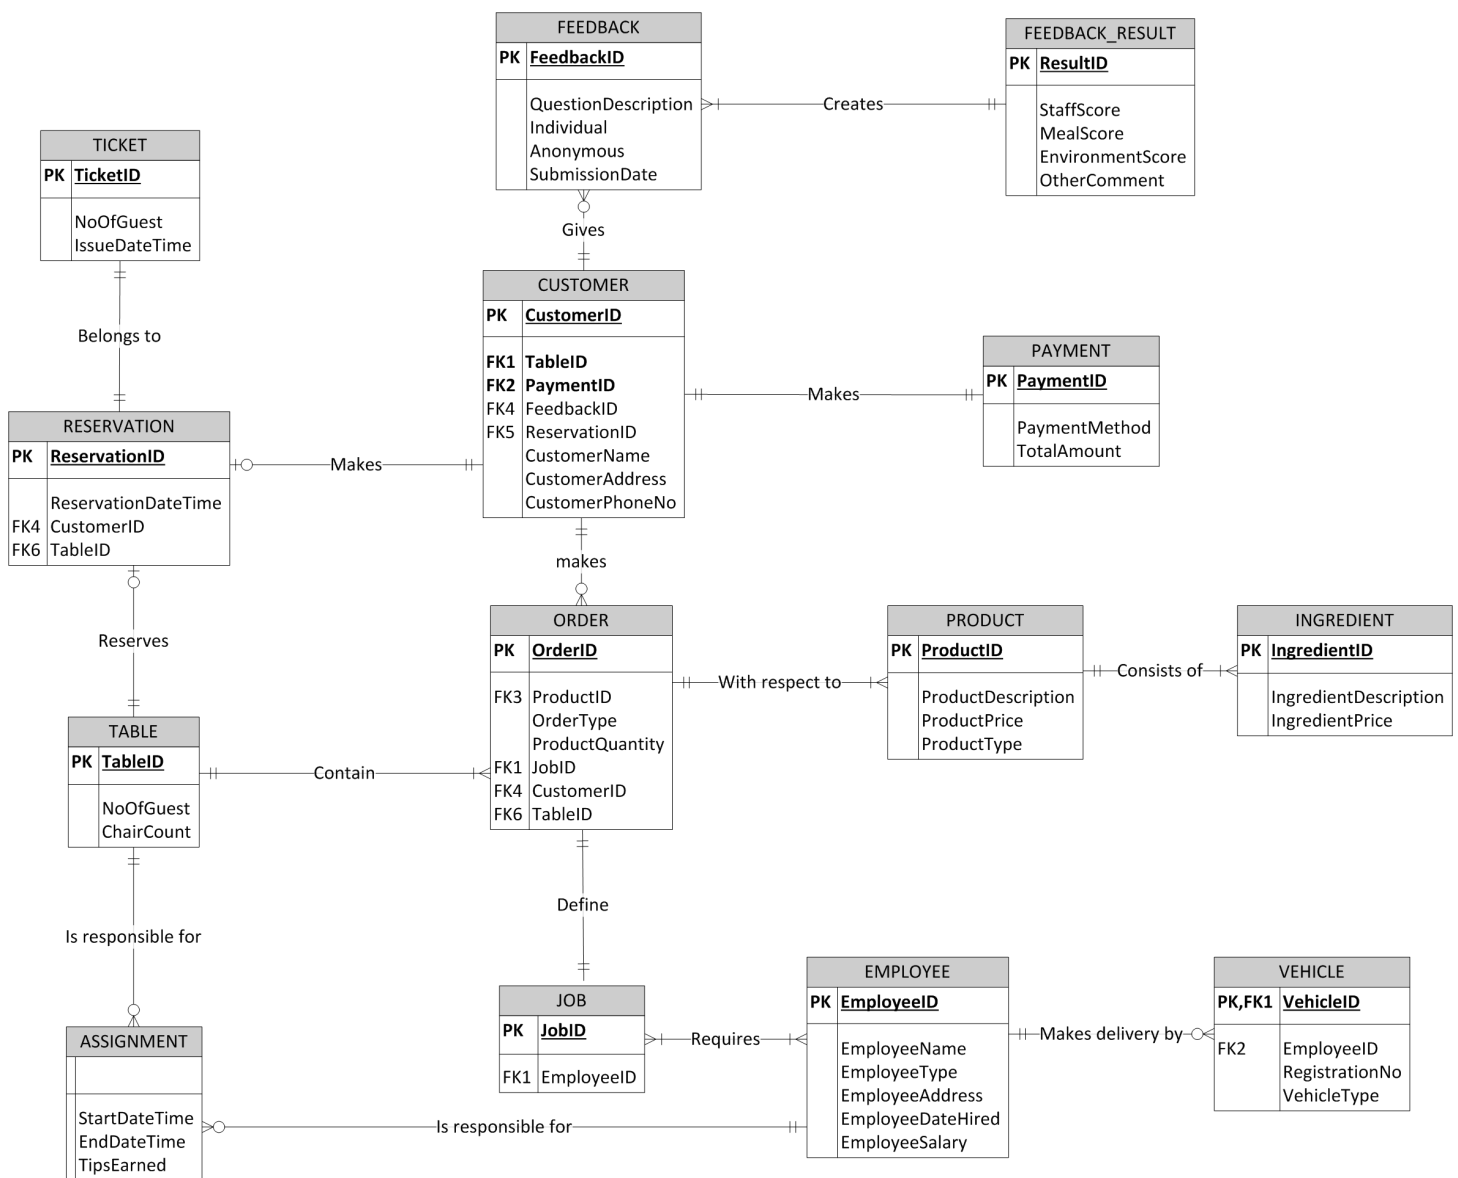 FEEDBACK
PK FeedbackID
QuestionDescription
Individual
Anonymous
SubmissionDate
Creates
FEEDBACK_RESULT
PK ResultID
StaffScore
MealScore
EnvironmentScore
OtherComment
TICKET
PK TicketID
NoOfGuest
IssueDateTime
Gives
Belongs to
CUSTOMER
PK CustomerID
FK1 TableID
FK2 PaymentID
FK4 FeedbackID
FK5 ReservationID
CustomerName
CustomerAddress
CustomerPhoneNo
Makes
PAYMENT
PK PaymentID
PaymentMethod
TotalAmount
RESERVATION
PK ReservationID
ReservationDateTime
FK4 CustomerID
FK6 TableID
Makes
makes
Reserves
ORDER
PK OrderID
FK3 ProductID
OrderType
ProductQuantity
FK1 JobID
FK4 CustomerID
FK6 TableID
With respect to
PRODUCT
PK ProductID
ProductDescription
ProductPrice
ProductType
Consists of
INGREDIENT
PK IngredientID
IngredientDescription
IngredientPrice
TABLE
PK TableID
NoOfGuest
ChairCount
Contain
Define
Is responsible for
JOB
PK JobID
FK1 EmployeeID
Requires
EMPLOYEE
PK EmployeeID
EmployeeName
EmployeeType
EmployeeAddress
EmployeeDateHired
EmployeeSalary
Makes delivery by
VEHICLE
PK,FK1 VehicleID
FK2 EmployeeID
RegistrationNo
VehicleType
ASSIGNMENT
StartDateTime
EndDateTime
TipsEarned
Is responsible for